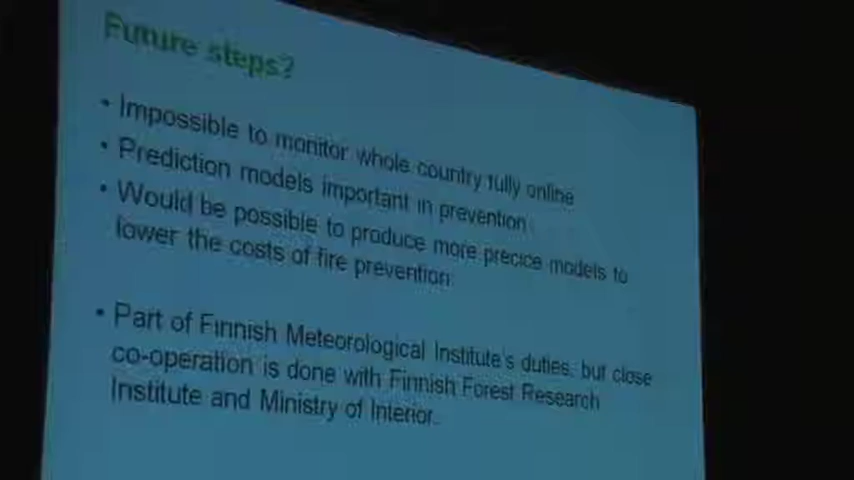 Future steps?
• Impossible to monitor whole country fully online
• Prediction models important in prevention
• Would be possible to produce more precice models to
lower the costs of fire prevention
• Part of Finnish Meteorological Institute's duties, but close
co-operation is done with Finnish Forest Research
Institute and Ministry of Interior.